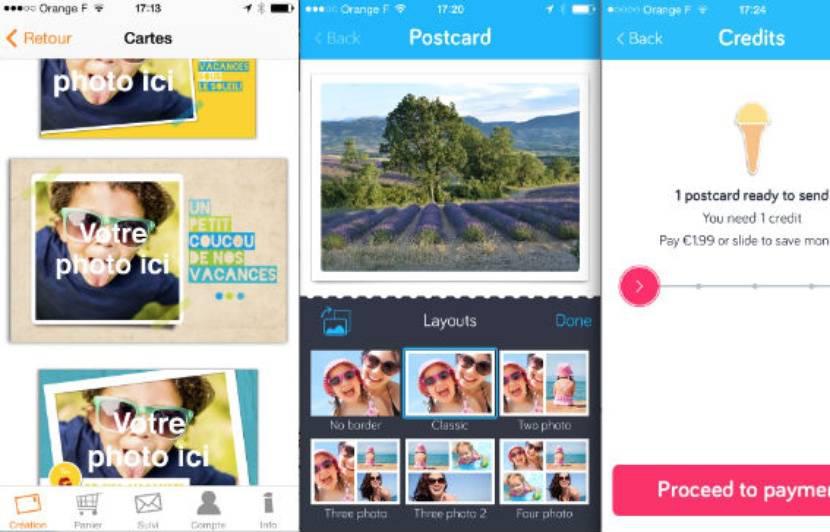 Orange F 17:13
Retour Cartes
VACANCES
LE SOLEIL!
photo ici
Votre
photo ici
UN
PETIT
COUCOU
DE NOS
VACANCES
Votre
photo ici
Création Panier Suivi Compte Info
Orange F 17:20
Back Postcard
Layouts Done
No border Classic Two photo
Three photo Three photo 2 Four photo
Orange F 17:24
Back Credits
1 postcard ready to send
You need 1 credit
Pay €1.99 or slide to save mon
Proceed to payme